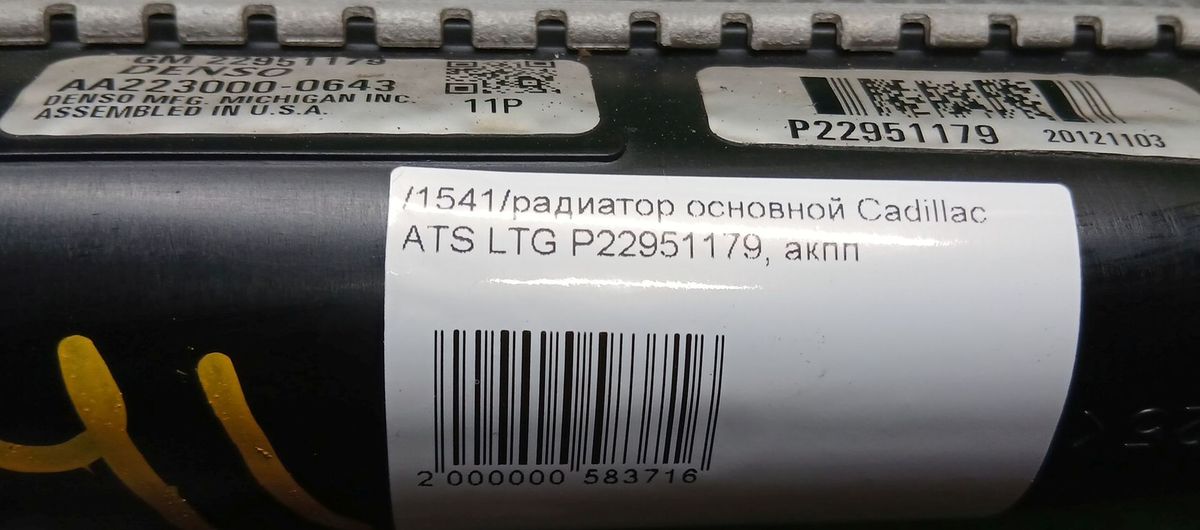 GM 22951179
DENSO
AA223000-0643
DENSO MFG. MICHIGAN INC.
ASSEMBLED IN U.S.A.
11P
P22951179 20121103
/1541/радиатор основной Cadillac
ATS LTG P22951179, акпп
2 000000 583716